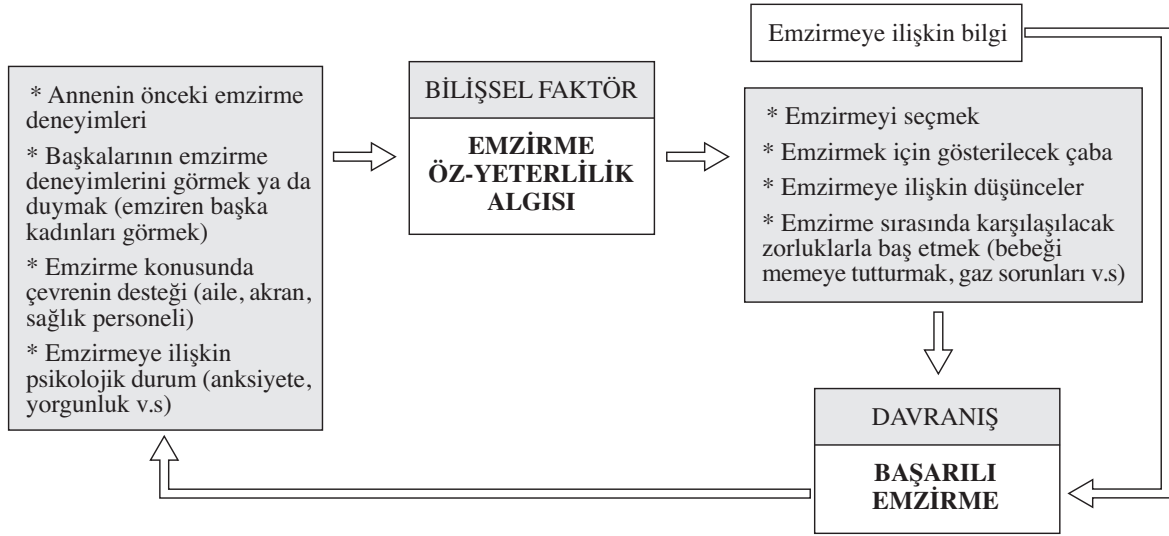 Emzirmeye ilişkin bilgi
* Annenin önceki emzirme
deneyimleri
* Başkalarının emzirme
deneyimlerini görmek ya da
duymak (emziren başka
kadınları görmek)
* Emzirme konusunda
çevrenin desteği (aile, akran,
sağlık personeli)
* Emzirmeye ilişkin
psikolojik durum (anksiyete,
yorgunluk v.s)
BİLİŞSEL FAKTÖR
EMZİRME
ÖZ-YETERLİLİK
ALGISI
* Emzirmeyi seçmek
* Emzirmek için gösterilecek çaba
* Emzirmeye ilişkin düşünceler
* Emzirme sırasında karşılaşılacak
zorluklarla baş etmek (bebeği
memeye tutturmak, gaz sorunları v.s)
DAVRANIŞ
BAŞARILI
EMZİRME